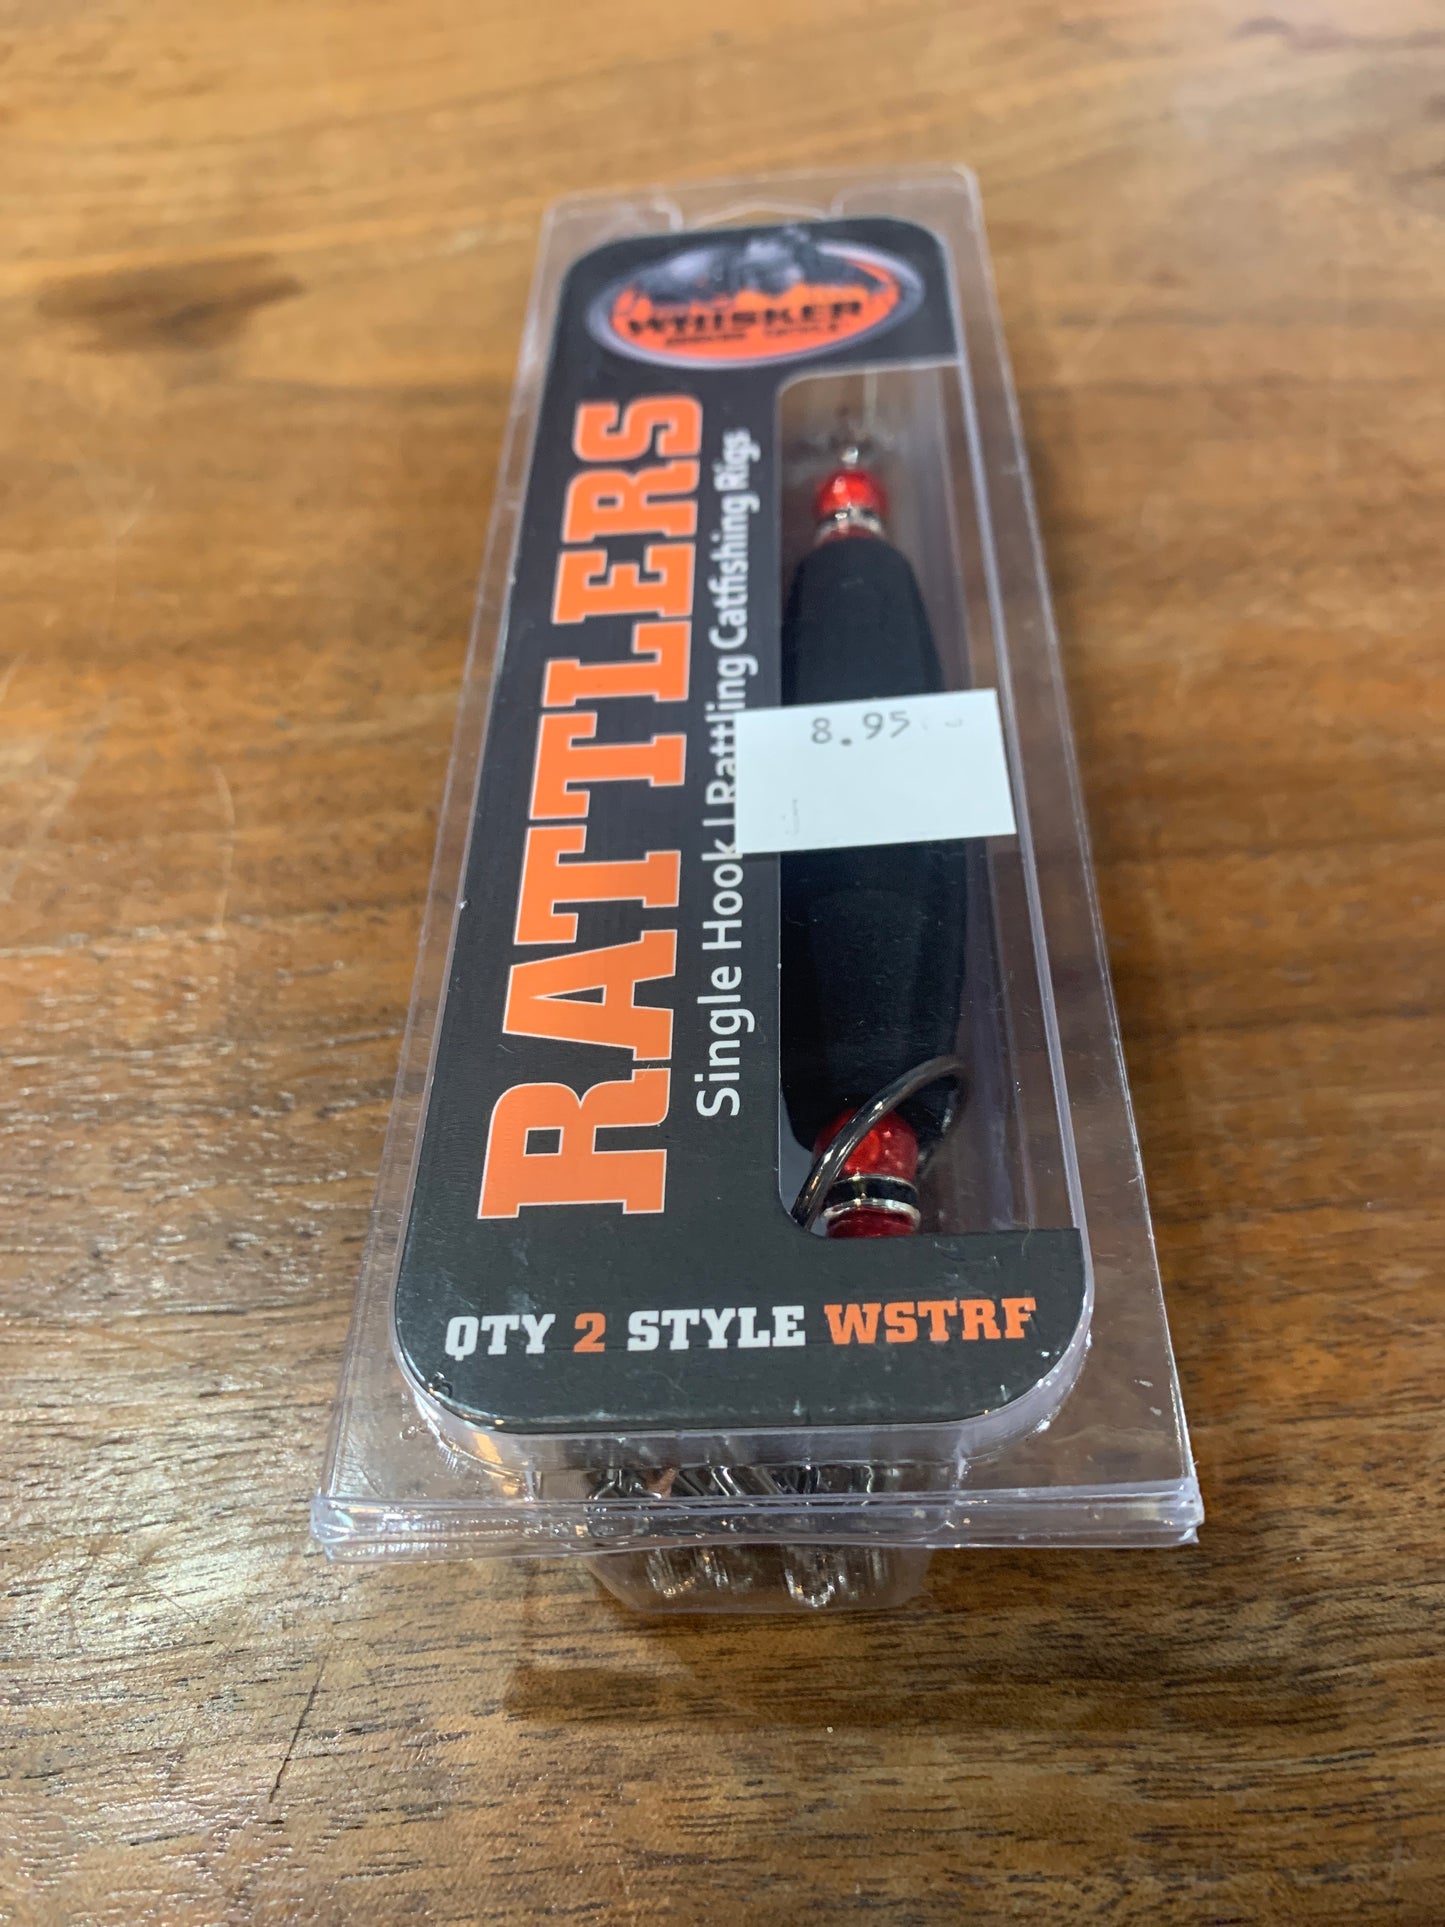 WHISKER
RATTLERS
Single Hook | Rattling Catfishing Rigs
8.95
QTY 2 STYLE WSTRF